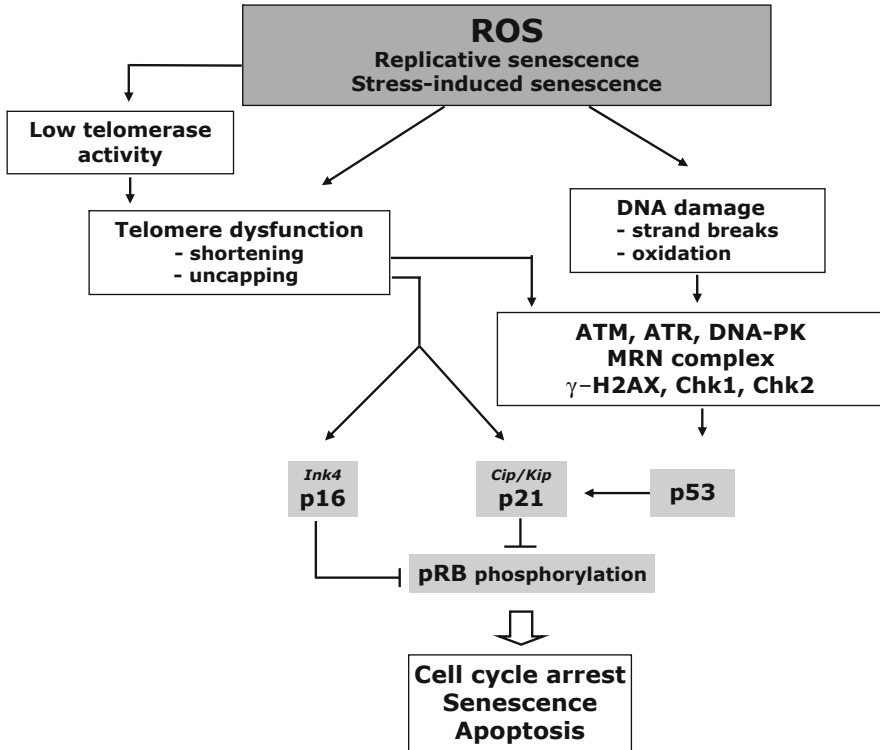 ROS
Replicative senescence
Stress-induced senescence
Low telomerase
activity
Telomere dysfunction
- shortening
- uncapping
DNA damage
- strand breaks
- oxidation
ATM, ATR, DNA-PK
MRN complex
γ-H2AX, Chk1, Chk2
Ink4
p16
Cip/Kip
p21
p53
pRB phosphorylation
Cell cycle arrest
Senescence
Apoptosis